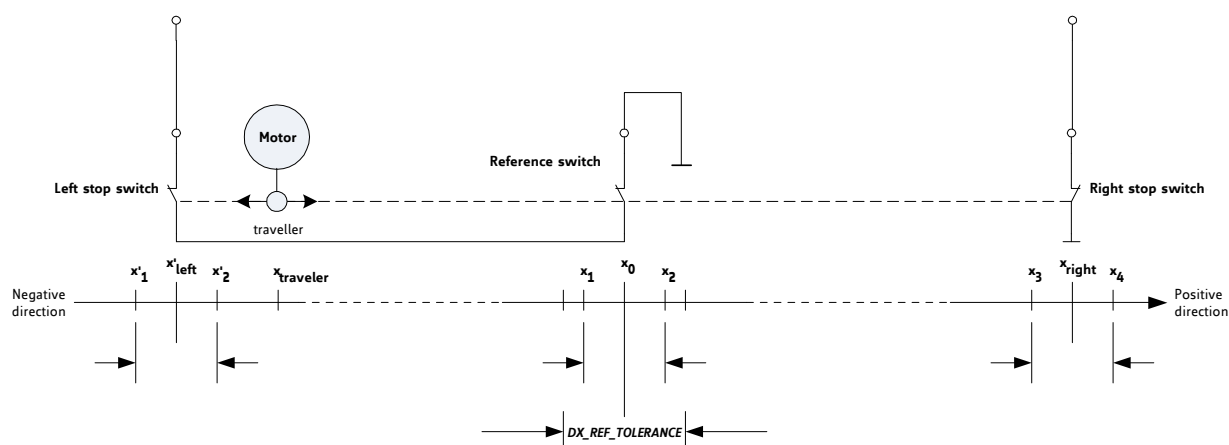 Motor
Reference switch
Left stop switch
Right stop switch
traveller
x'1 x'left x'2 xtraveler x1 x0 x2 x3 xright x4
Negative
direction
Positive
direction
DX_REF_TOLERANCE